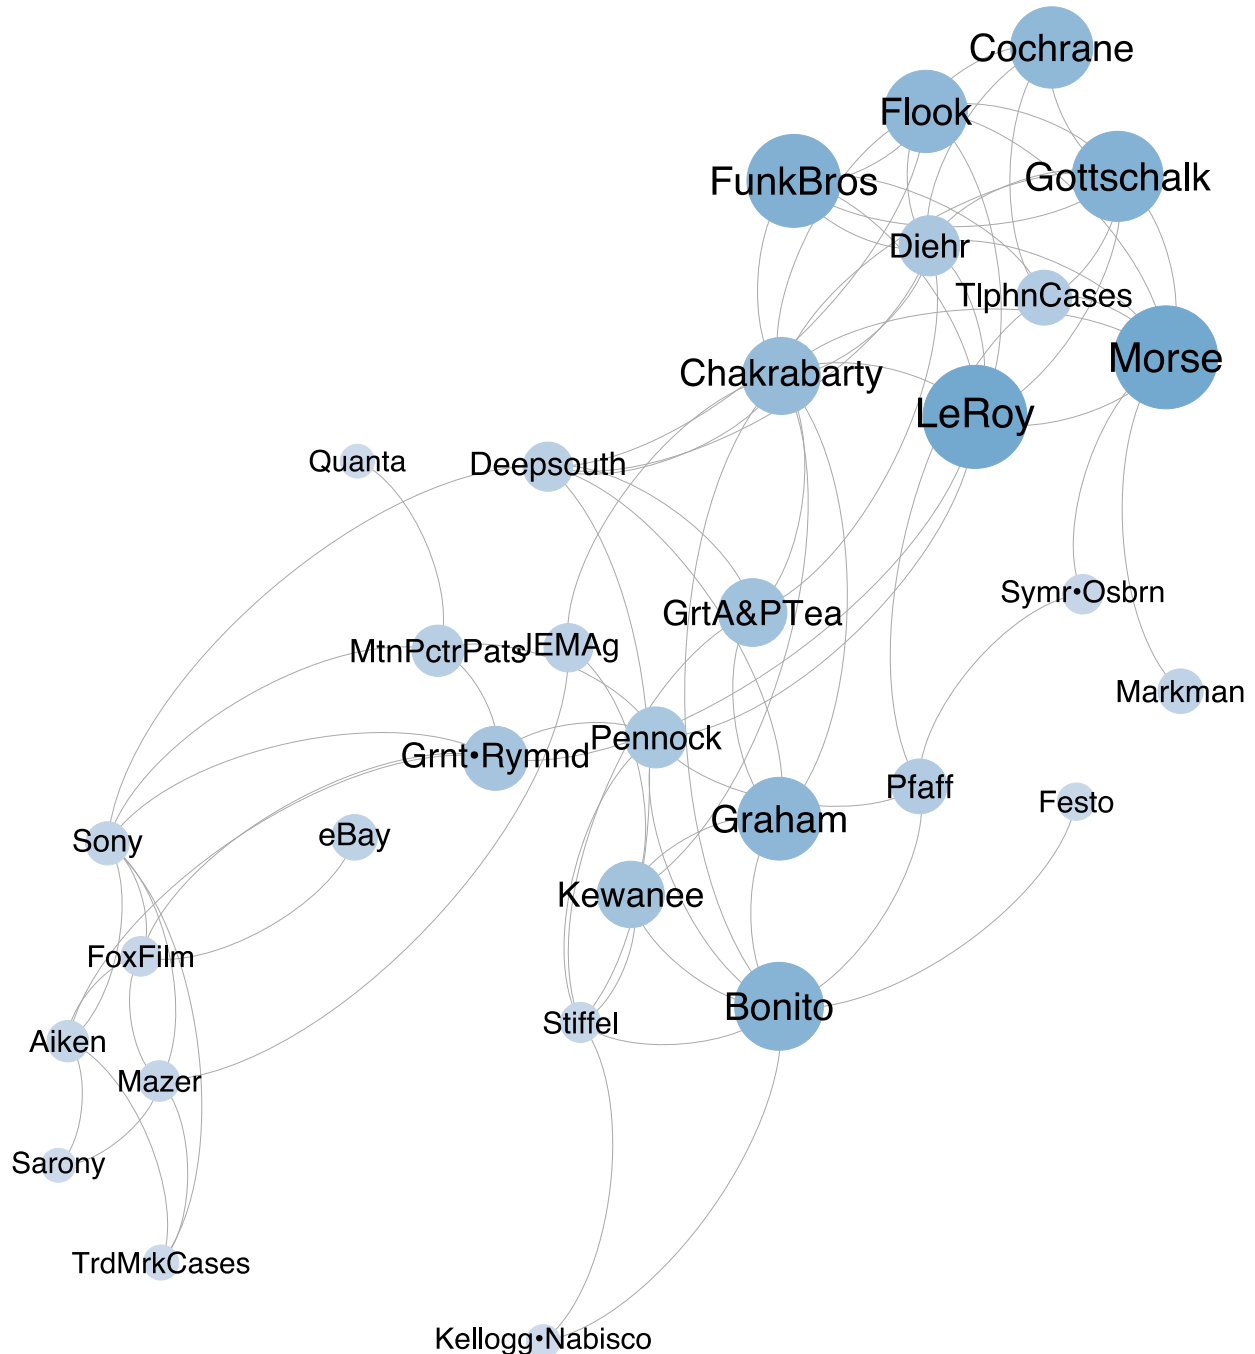 Cochrane
Flook
FunkBros
Gottschalk
Diehr
TlphnCases
Morse
Chakrabarty
LeRoy
Quanta
Deepsouth
Symr•Osbrn
GrtA&PTea
MtnPctrPats
JEMAg
Markman
Pennock
Grnt•Rymnd
Pfaff
Festo
Graham
Sony
eBay
Kewanee
FoxFilm
Bonito
Stiffel
Aiken
Mazer
Sarony
TrdMrkCases
Kellogg•Nabisco